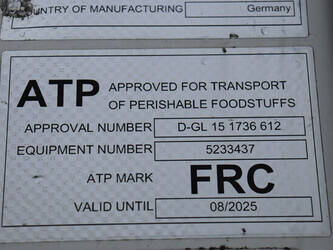 COUNTRY OF MANUFACTURING Germany
ATP APPROVED FOR TRANSPORT
OF PERISHABLE FOODSTUFFS
APPROVAL NUMBER D-GL 15 1736 612
EQUIPMENT NUMBER 5233437
ATP MARK FRC
VALID UNTIL 08/2025